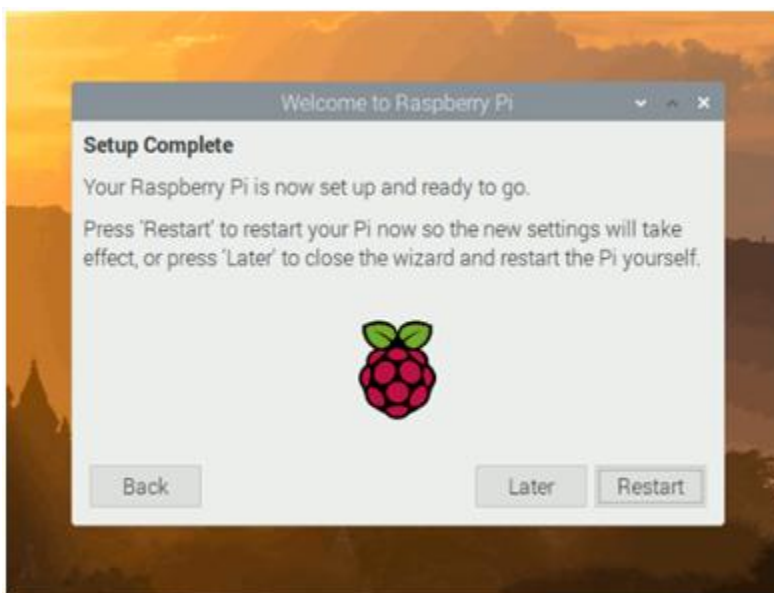 Welcome to Raspberry Pi
Setup Complete
Your Raspberry Pi is now set up and ready to go.
Press 'Restart' to restart your Pi now so the new settings will take
effect, or press 'Later' to close the wizard and restart the Pi yourself.
Back
Later
Restart